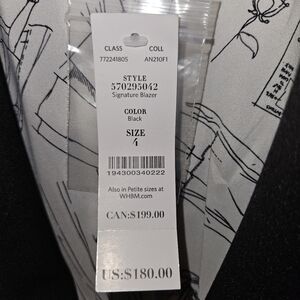 CLASS COLL
772241805 AN210F1
STYLE
570295042
Signature Blazer
COLOR
Black
SIZE
4
194300340222
Also in Petite sizes at
WHBM.com
CAN:$199.00
US:$180.00